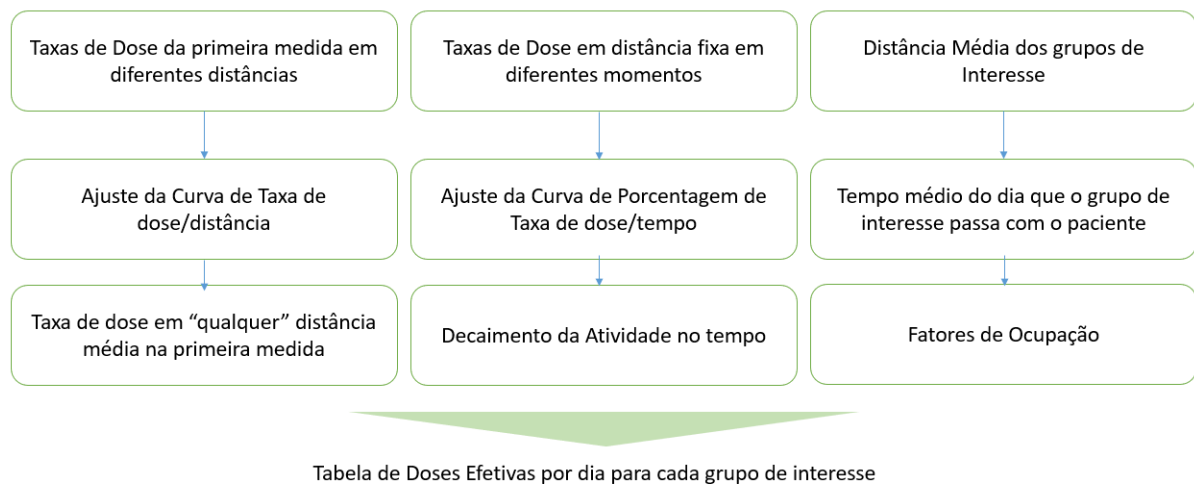 Taxas de Dose da primeira medida em
diferentes distâncias
Taxas de Dose em distância fixa em
diferentes momentos
Distância Média dos grupos de
Interesse
Ajuste da Curva de Taxa de
dose/distância
Ajuste da Curva de Porcentagem de
Taxa de dose/tempo
Tempo médio do dia que o grupo de
interesse passa com o paciente
Taxa de dose em “qualquer” distância
média na primeira medida
Decaimento da Atividade no tempo
Fatores de Ocupação
Tabela de Doses Efetivas por dia para cada grupo de interesse